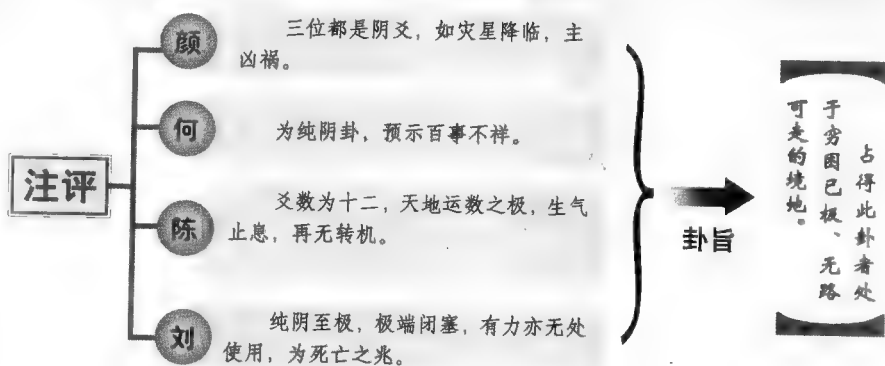 注评
颜
三位都是阴爻，如灾星降临，主
凶祸。
何
为纯阴卦，预示百事不祥。
陈
爻数为十二，天地运数之极，生气
止息，再无转机。
刘
纯阴至极，极端闭塞，有力亦无处
使用，为死亡之兆。
卦旨
占得此卦者处
于穷困已极、无路
可走的境地。